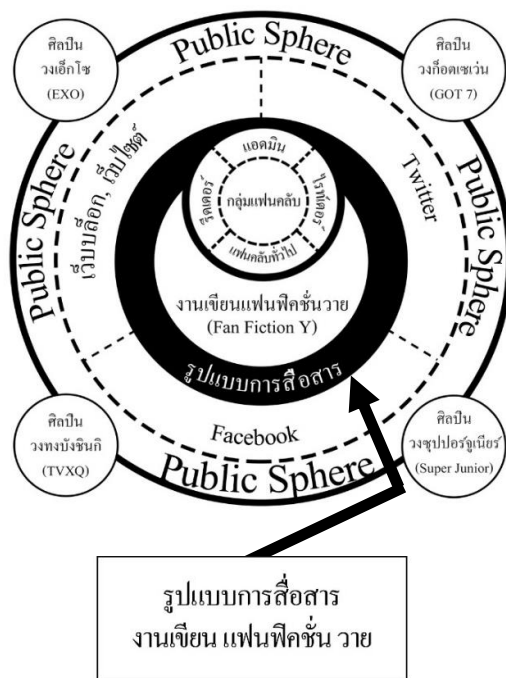 Public Sphere
ศิลปิน
วงเอ็กโซ
(EXO)
ศิลปิน
วงก็อตเซเว่น
(GOT 7)
Public Sphere
Public Sphere
เว็บบล็อก, เว็บไซต์
Twitter
แอดมิน
รีดเดอร์
ไรท์เตอร์
กลุ่มแฟนคลับ
แฟนคลับทั่วไป
งานเขียนแฟนฟิคชั่นวาย
(Fan Fiction Y)
รูปแบบการสื่อสาร
Facebook
Public Sphere
ศิลปิน
วงทงบังชินกิ
(TVXQ)
ศิลปิน
วงซุปเปอร์จูเนียร์
(Super Junior)
รูปแบบการสื่อสาร
งานเขียน แฟนฟิคชั่น วาย